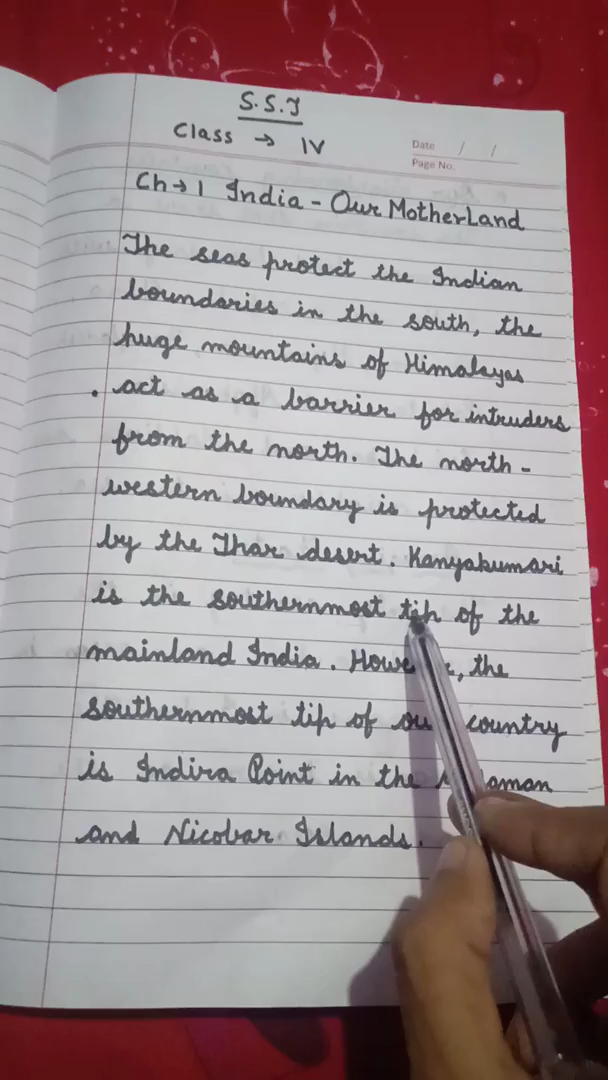 S.S.T
Class → IV
Date / /
Page No.
Ch → 1 India - Our MotherLand
The seas protect the Indian
boundaries in the south, the
huge mountains of Himalayas
act as a barrier for intruders
from the north. The north -
western boundary is protected
by the Thar desert. Kanyakumari
is the southernmost tip of the
mainland India. the
southernmost tip of country
is Indira Point in the
and Nicobar Islands.